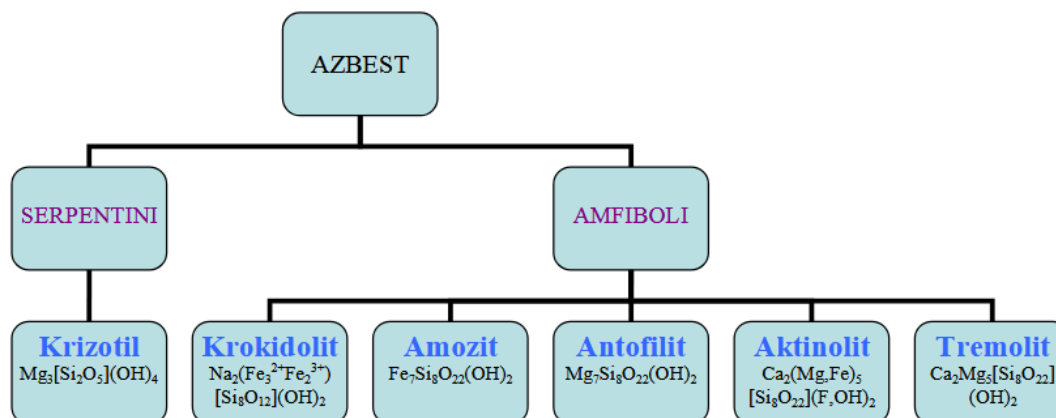 AZBEST
SERPENTINI
AMFIBOLI
Krizotil
Mg₃[Si₂O₅](OH)₄
Krokidolit
Na₂(Fe₃²⁺Fe₂³⁺)
[Si₈O₁₂](OH)₂
Amozit
Fe₇Si₈O₂₂(OH)₂
Antofilit
Mg₇Si₈O₂₂(OH)₂
Aktinolit
Ca₂(Mg,Fe)₅
[Si₈O₂₂](F,OH)₂
Tremolit
Ca₂Mg₅[Si₈O₂₂]
(OH)₂